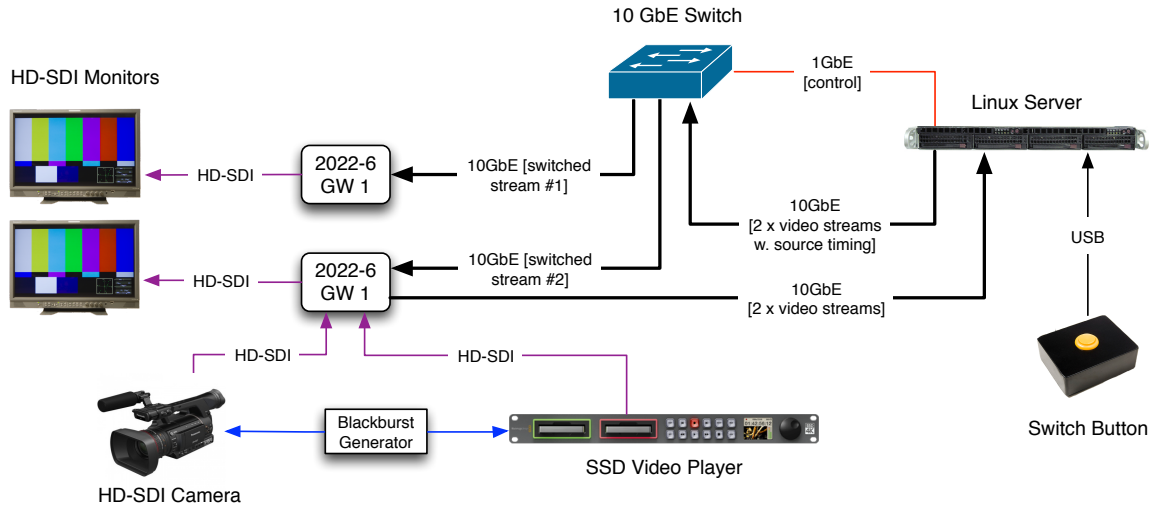 10 GbE Switch
HD-SDI Monitors
1GbE
[control]
Linux Server
2022-6
GW 1
HD-SDI
10GbE [switched
stream #1]
10GbE
[2 x video streams
w. source timing]
USB
2022-6
GW 1
HD-SDI
10GbE [switched
stream #2]
10GbE
[2 x video streams]
HD-SDI
HD-SDI
Blackburst
Generator
SSD Video Player
Switch Button
HD-SDI Camera